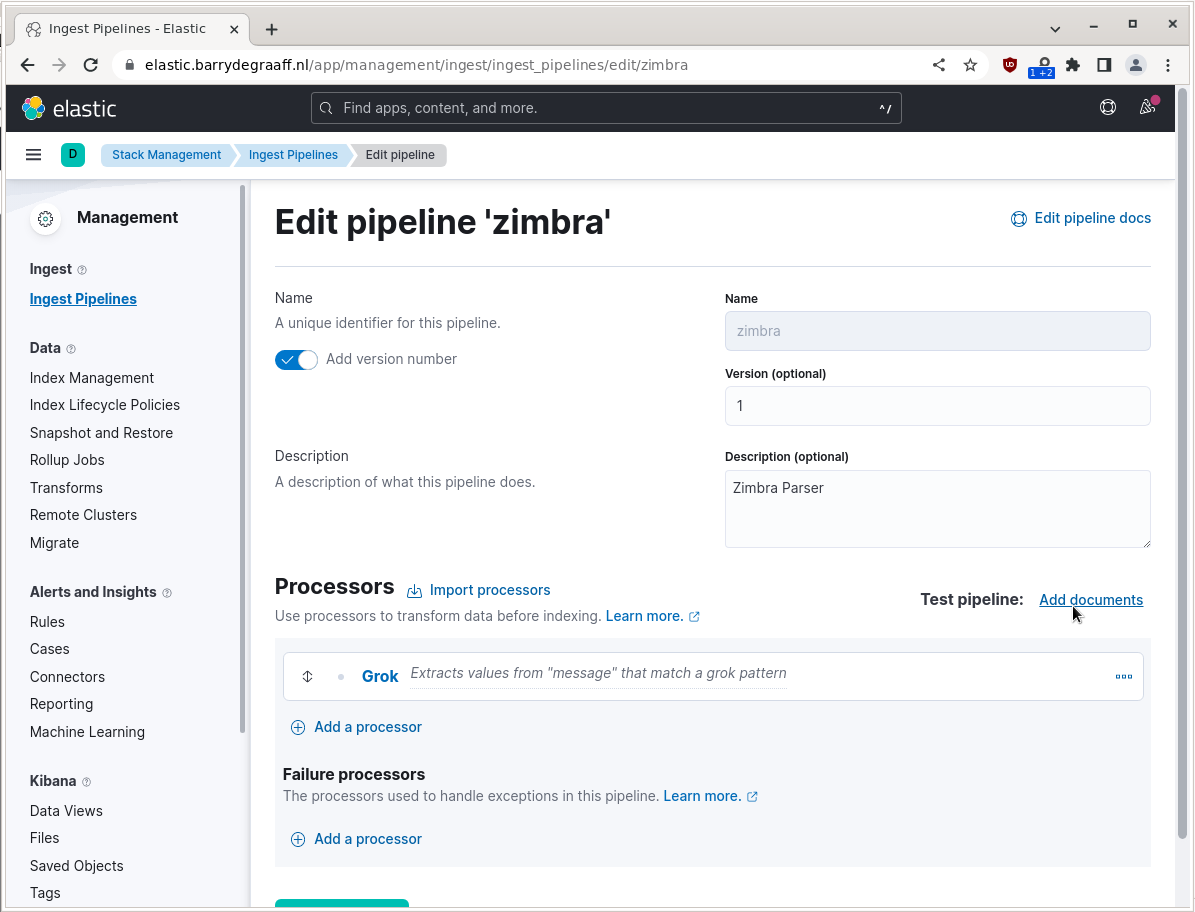 Ingest Pipelines - Elastic
elastic.barrydegraaff.nl/app/management/ingest/ingest_pipelines/edit/zimbra
1 +2
elastic
Find apps, content, and more.
^/
D
Stack Management
Ingest Pipelines
Edit pipeline
Management
Ingest
Ingest Pipelines
Data
Index Management
Index Lifecycle Policies
Snapshot and Restore
Rollup Jobs
Transforms
Remote Clusters
Migrate
Alerts and Insights
Rules
Cases
Connectors
Reporting
Machine Learning
Kibana
Data Views
Files
Saved Objects
Tags
Edit pipeline 'zimbra'
Edit pipeline docs
Name
A unique identifier for this pipeline.
Add version number
Name
zimbra
Version (optional)
1
Description
A description of what this pipeline does.
Description (optional)
Zimbra Parser
Processors
Import processors
Use processors to transform data before indexing. Learn more.
Test pipeline:
Add documents
Grok
Extracts values from "message" that match a grok pattern
Add a processor
Failure processors
The processors used to handle exceptions in this pipeline. Learn more.
Add a processor